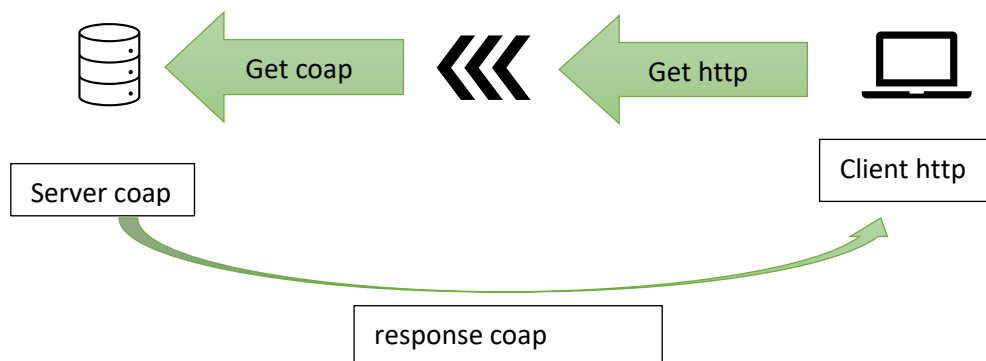 Get coap
Get http
Server coap
Client http
response coap